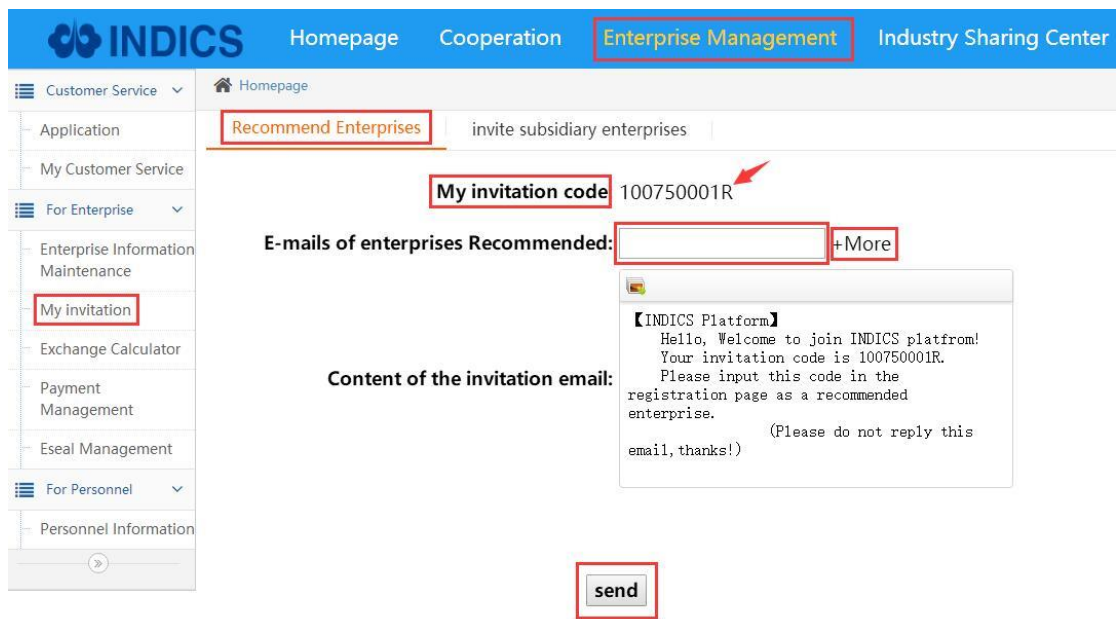 INDICS Homepage Cooperation Enterprise Management Industry Sharing Center
Customer Service
Homepage
Application
Recommend Enterprises invite subsidiary enterprises
My Customer Service
My invitation code 100750001R
For Enterprise
Enterprise Information
Maintenance
E-mails of enterprises Recommended: +More
My invitation
Exchange Calculator
Payment
Management
Eseal Management
For Personnel
Personnel Information
Content of the invitation email:
【INDICS Platform】
Hello, Welcome to join INDICS platfrom!
Your invitation code is 100750001R.
Please input this code in the
registration page as a recommended
enterprise.
(Please do not reply this
email,thanks!)
send